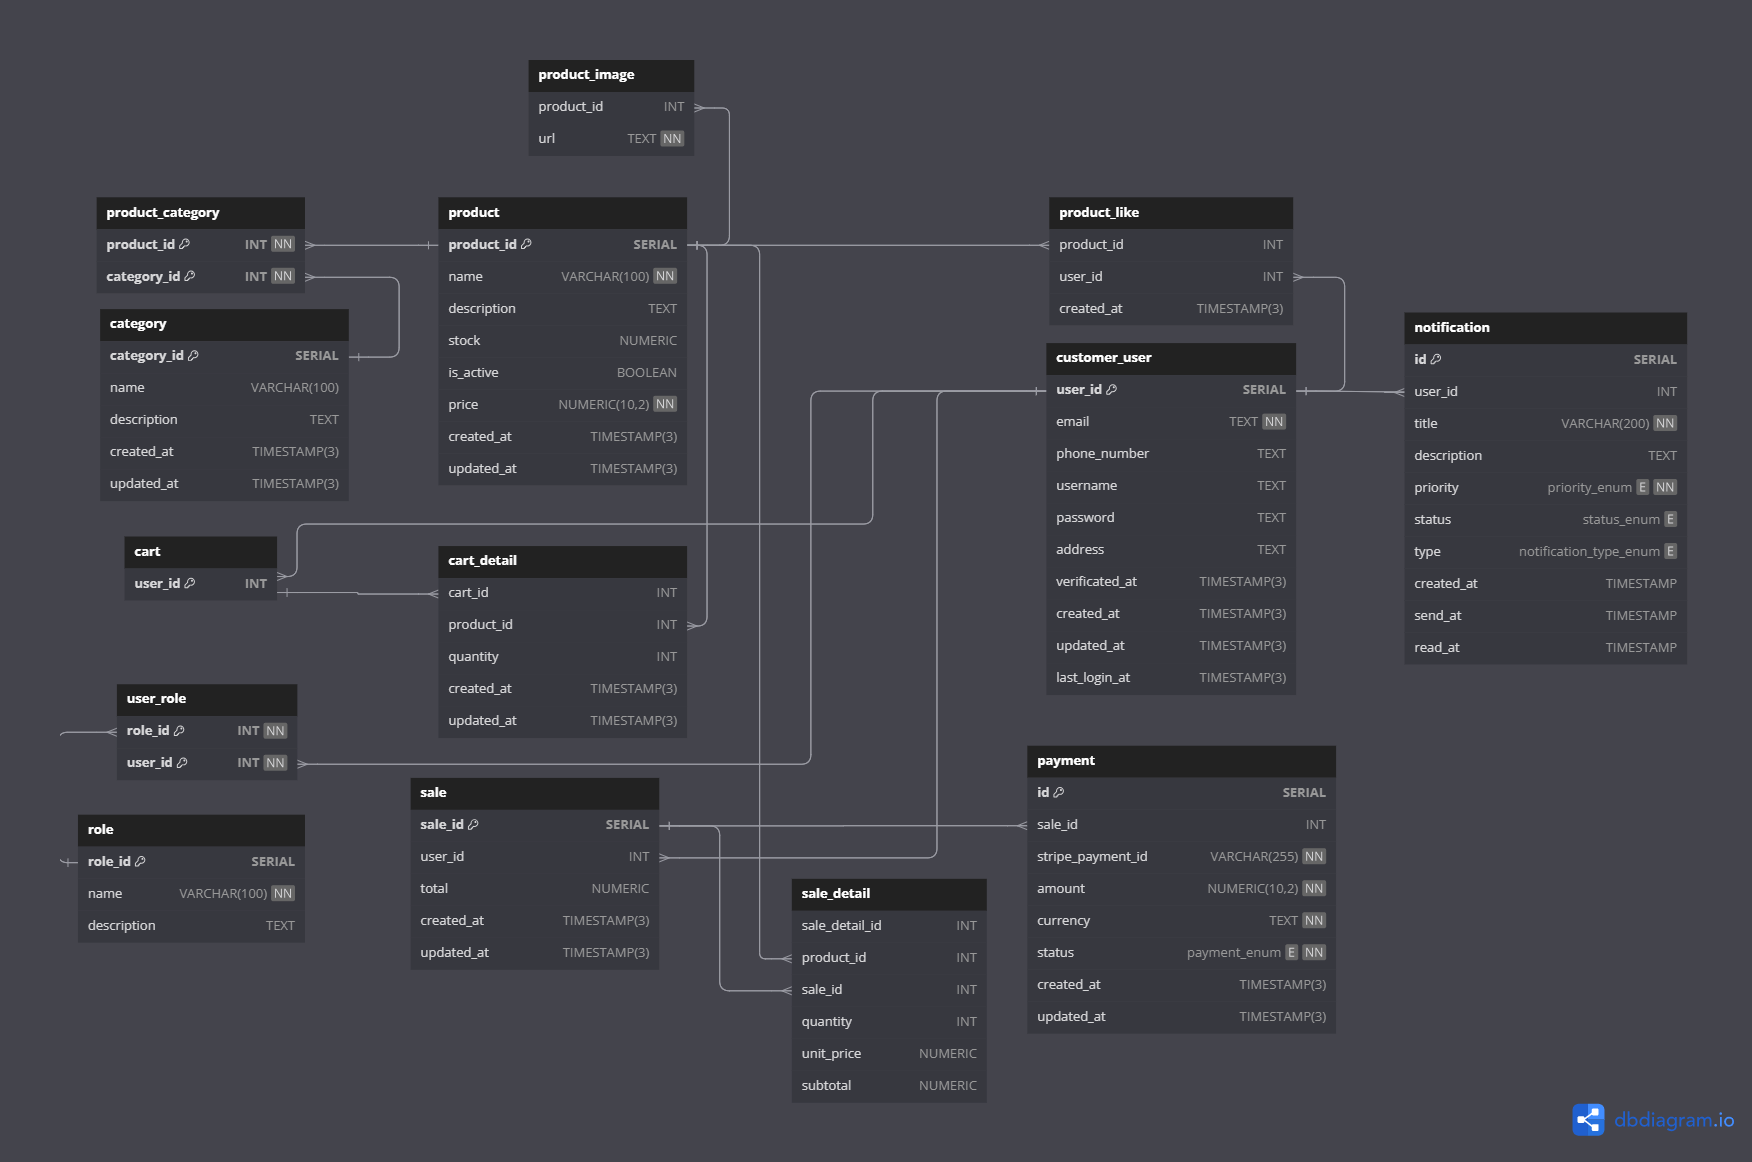 product_image
product_id INT
url TEXT NN
product_category
product_id INT NN
category_id INT NN
category
category_id SERIAL
name VARCHAR(100)
description TEXT
created_at TIMESTAMP(3)
updated_at TIMESTAMP(3)
product
product_id SERIAL
name VARCHAR(100) NN
description TEXT
stock NUMERIC
is_active BOOLEAN
price NUMERIC(10,2) NN
created_at TIMESTAMP(3)
updated_at TIMESTAMP(3)
product_like
product_id INT
user_id INT
created_at TIMESTAMP(3)
customer_user
user_id SERIAL
email TEXT NN
phone_number TEXT
username TEXT
password TEXT
address TEXT
verificated_at TIMESTAMP(3)
created_at TIMESTAMP(3)
updated_at TIMESTAMP(3)
last_login_at TIMESTAMP(3)
notification
id SERIAL
user_id INT
title VARCHAR(200) NN
description TEXT
priority priority_enum E NN
status status_enum E
type notification_type_enum E
created_at TIMESTAMP
send_at TIMESTAMP
read_at TIMESTAMP
cart
user_id INT
cart_detail
cart_id INT
product_id INT
quantity INT
created_at TIMESTAMP(3)
updated_at TIMESTAMP(3)
user_role
role_id INT NN
user_id INT NN
role
role_id SERIAL
name VARCHAR(100) NN
description TEXT
sale
sale_id SERIAL
user_id INT
total NUMERIC
created_at TIMESTAMP(3)
updated_at TIMESTAMP(3)
sale_detail
sale_detail_id INT
product_id INT
sale_id INT
quantity INT
unit_price NUMERIC
subtotal NUMERIC
payment
id SERIAL
sale_id INT
stripe_payment_id VARCHAR(255) NN
amount NUMERIC(10,2) NN
currency TEXT NN
status payment_enum E NN
created_at TIMESTAMP(3)
updated_at TIMESTAMP(3)
dbdiagram.io